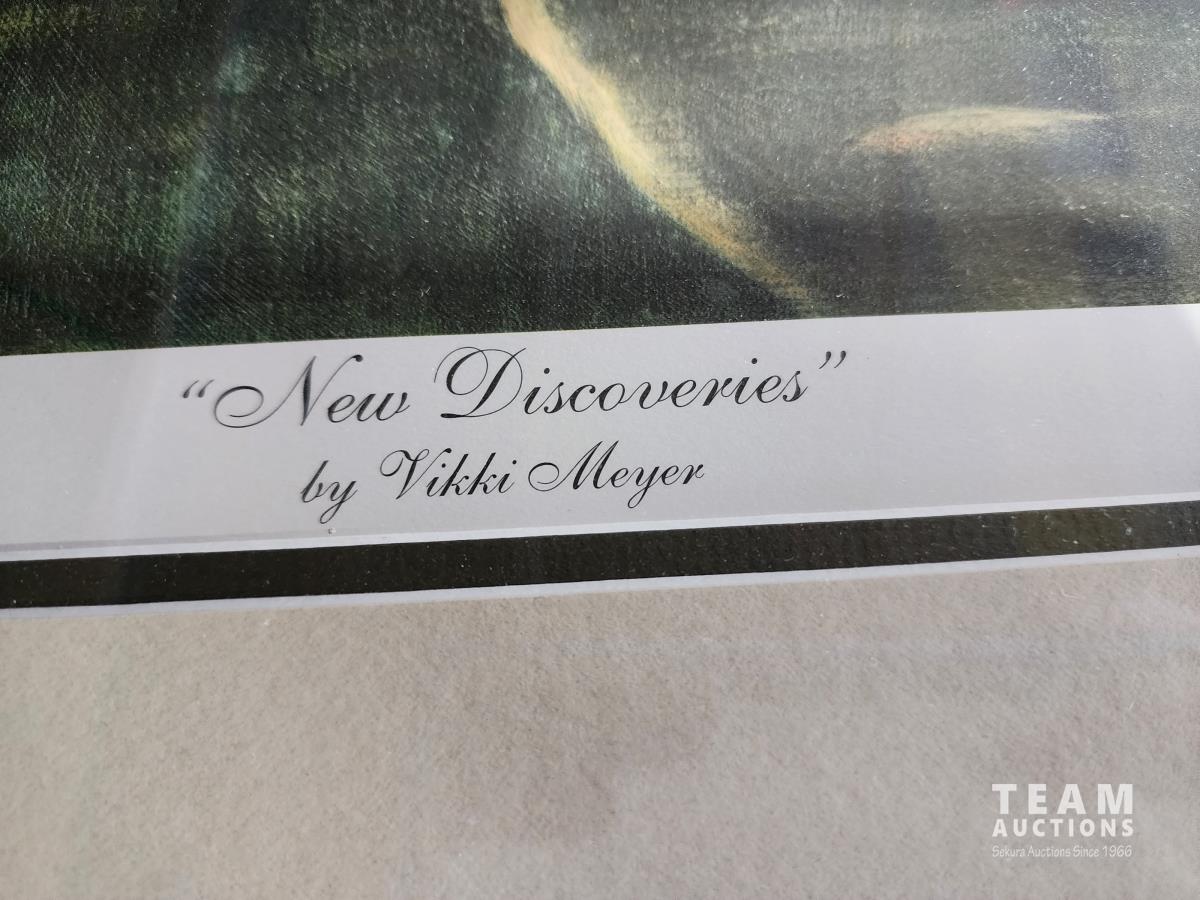 “New Discoveries”
by Vikki Meyer
TEAM
AUCTIONS
Sekura Auctions Since 1966